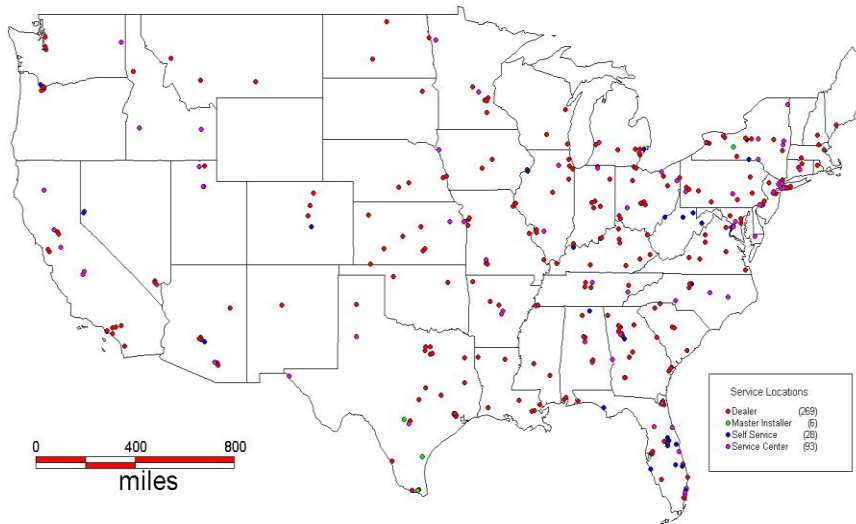 Service Locations
Dealer (269)
Master Installer (6)
Self Service (28)
Service Center (93)
0 400 800
miles